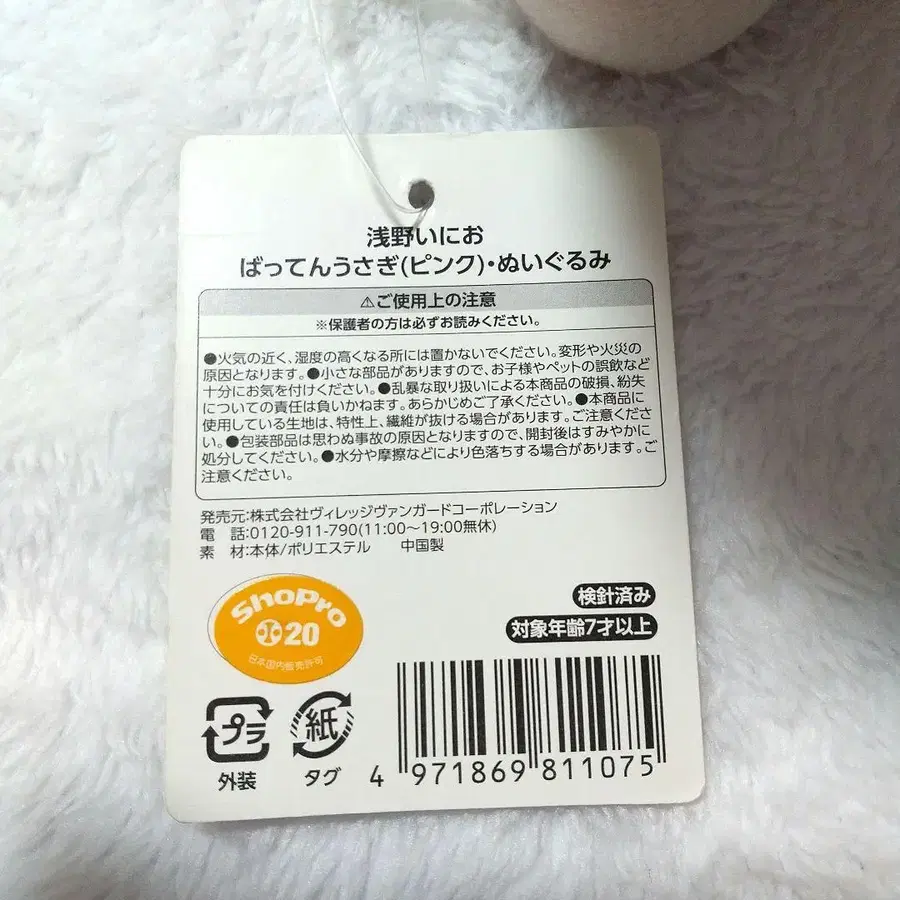 浅野いにお
ばってんうさぎ(ピンク)・ぬいぐるみ
⚠ご使用上の注意
※保護者の方は必ずお読みください。
●火気の近く、湿度の高くなる所には置かないでください。変形や火災の
原因となります。●小さな部品がありますので、お子様やペットの誤飲など
十分にお気を付けください。●乱暴な取り扱いによる本商品の破損、紛失
についての責任は負いかねます。あらかじめご了承ください。●本商品に
使用している生地は、特性上、繊維が抜ける場合があります。ご注意くださ
い。●包装部品は思わぬ事故の原因となりますので、開封後はすみやかに
処分してください。●水分や摩擦などにより色落ちする場合があります。ご
注意ください。
発売元:株式会社ヴィレッジヴァンガードコーポレーション
電　話:0120-911-790(11:00〜19:00無休)
素　材:本体/ポリエステル　　中国製
ShoPro
20
日本国内販売許可
検針済み
対象年齢7才以上
プラ
外装
紙
タグ
4 971869 811075